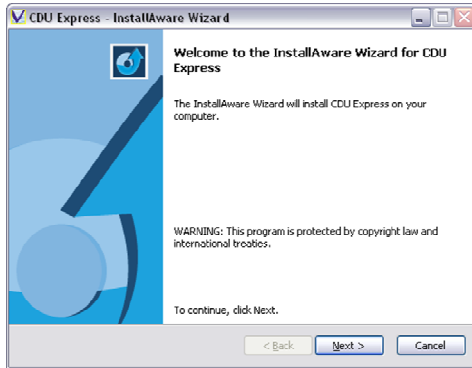 CDU Express - InstallAware Wizard
Welcome to the InstallAware Wizard for CDU
Express
The InstallAware Wizard will install CDU Express on your
computer.
WARNING: This program is protected by copyright law and
international treaties.
To continue, click Next.
< Back
Next >
Cancel